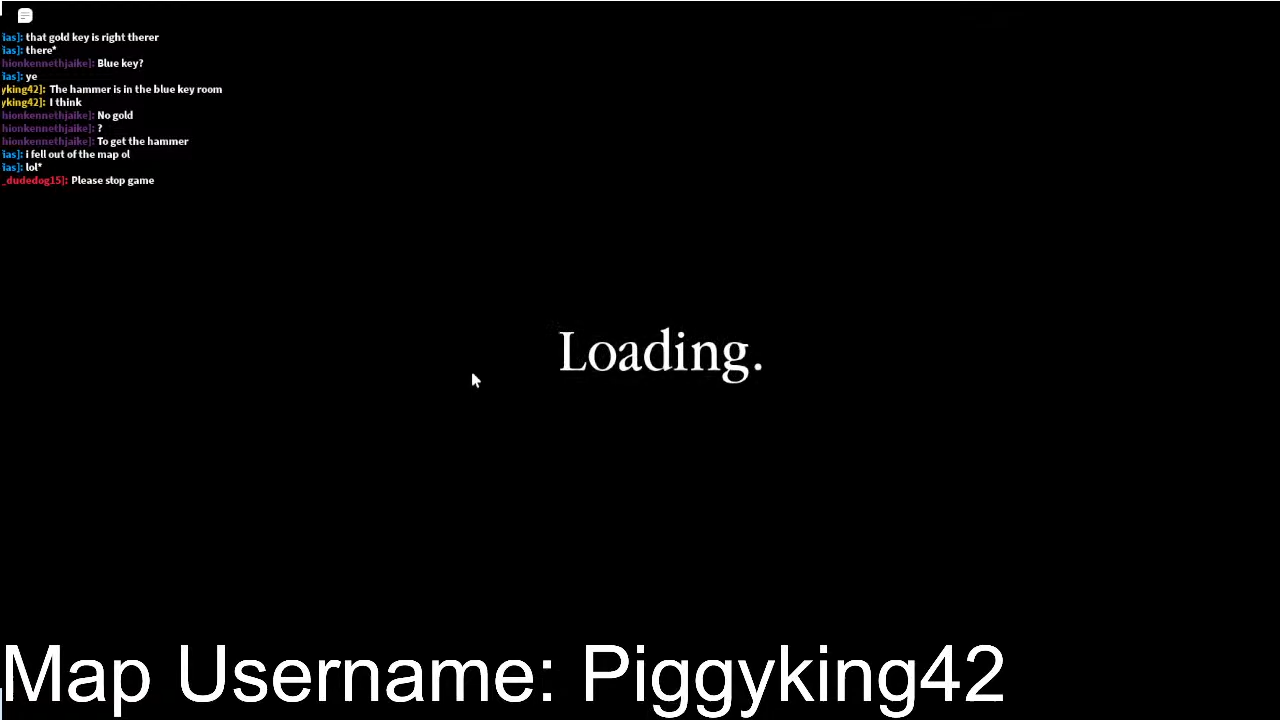 ias]: that gold key is right therer
ias]: there*
hionkennethjaike]: Blue key?
ias]: ye
yking42]: The hammer is in the blue key room
yking42]: I think
hionkennethjaike]: No gold
hionkennethjaike]: ?
hionkennethjaike]: To get the hammer
ias]: i fell out of the map ol
ias]: lol*
_dudedog15]: Please stop game
Loading.
Map Username: Piggyking42